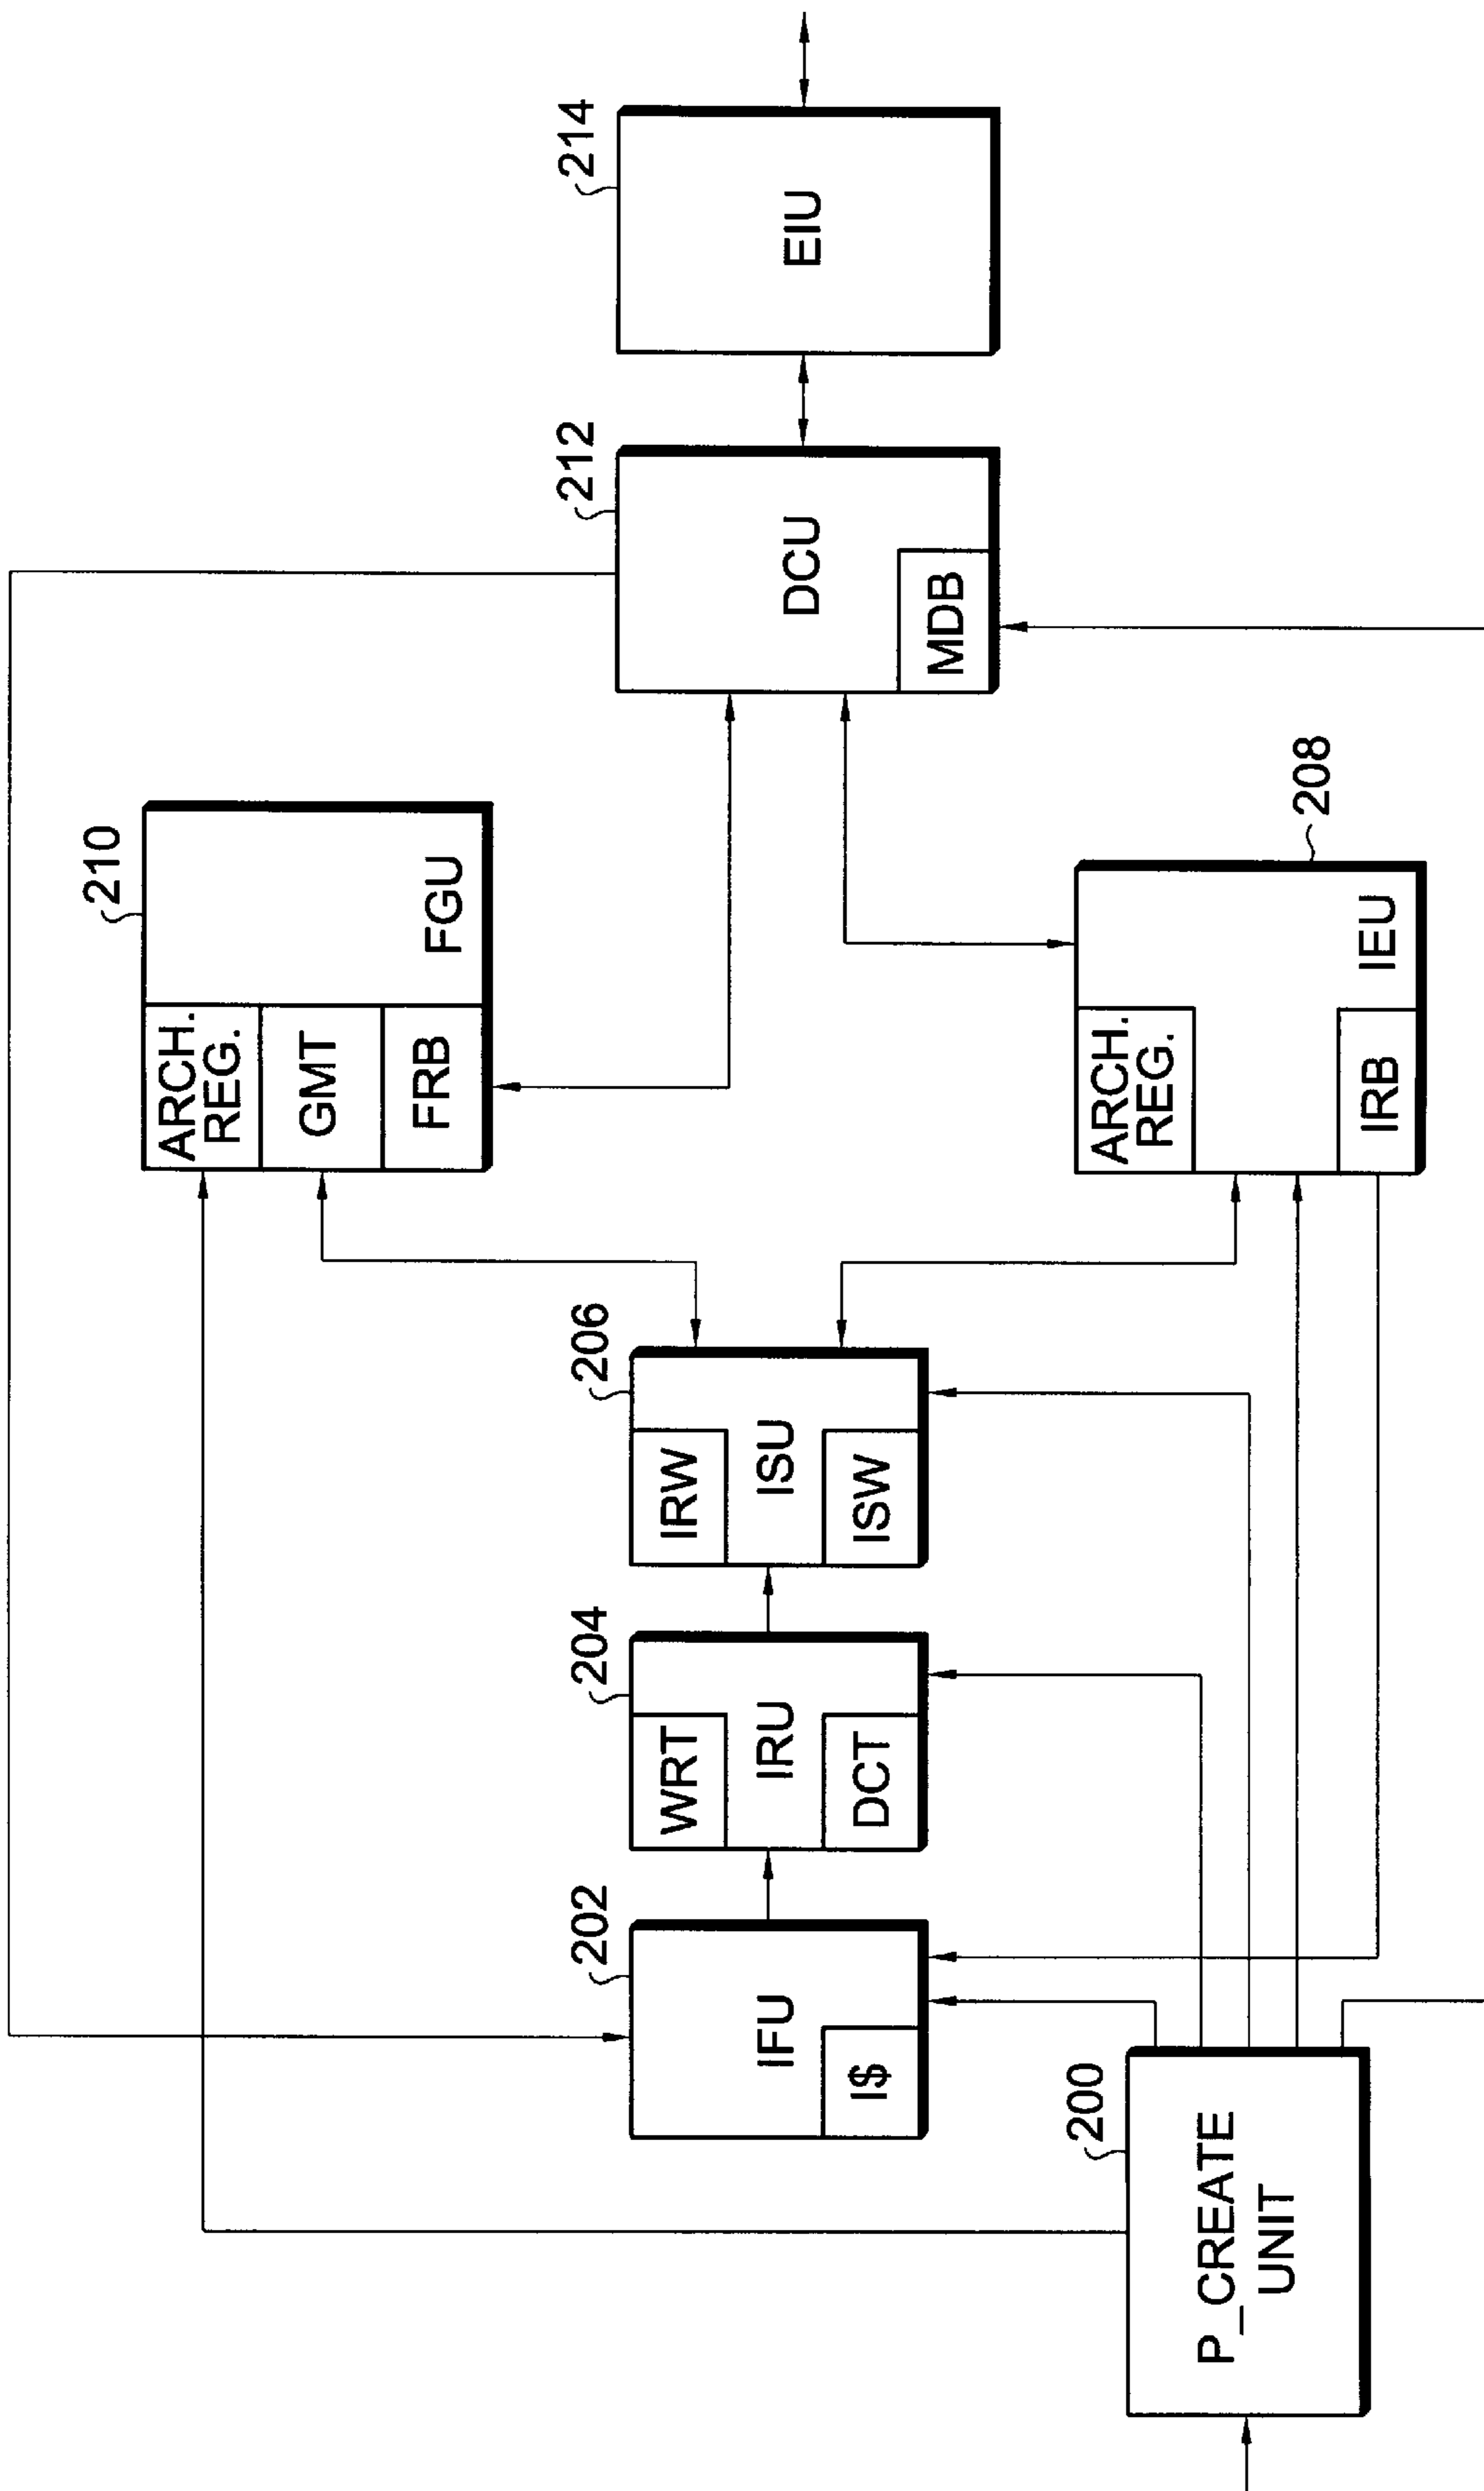 210
ARCH.
REG.
GMT
FRB
FGU
202
IFU
I$
204
WRT
IRU
DCT
206
IRW
ISU
ISW
212
DCU
MDB
214
EIU
200
P_CREATE
UNIT
208
ARCH.
REG.
IRB
IEU